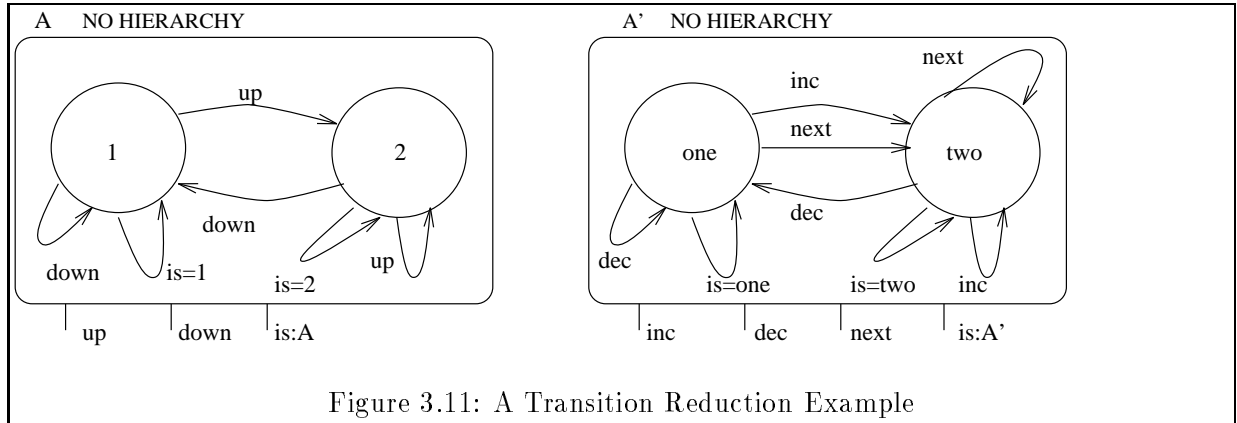 A NO HIERARCHY
A' NO HIERARCHY
up
1
2
down
down
is=1
is=2
up
up
down
is:A
next
inc
next
one
two
dec
dec
is=one
is=two
inc
inc
dec
next
is:A'
Figure 3.11: A Transition Reduction Example